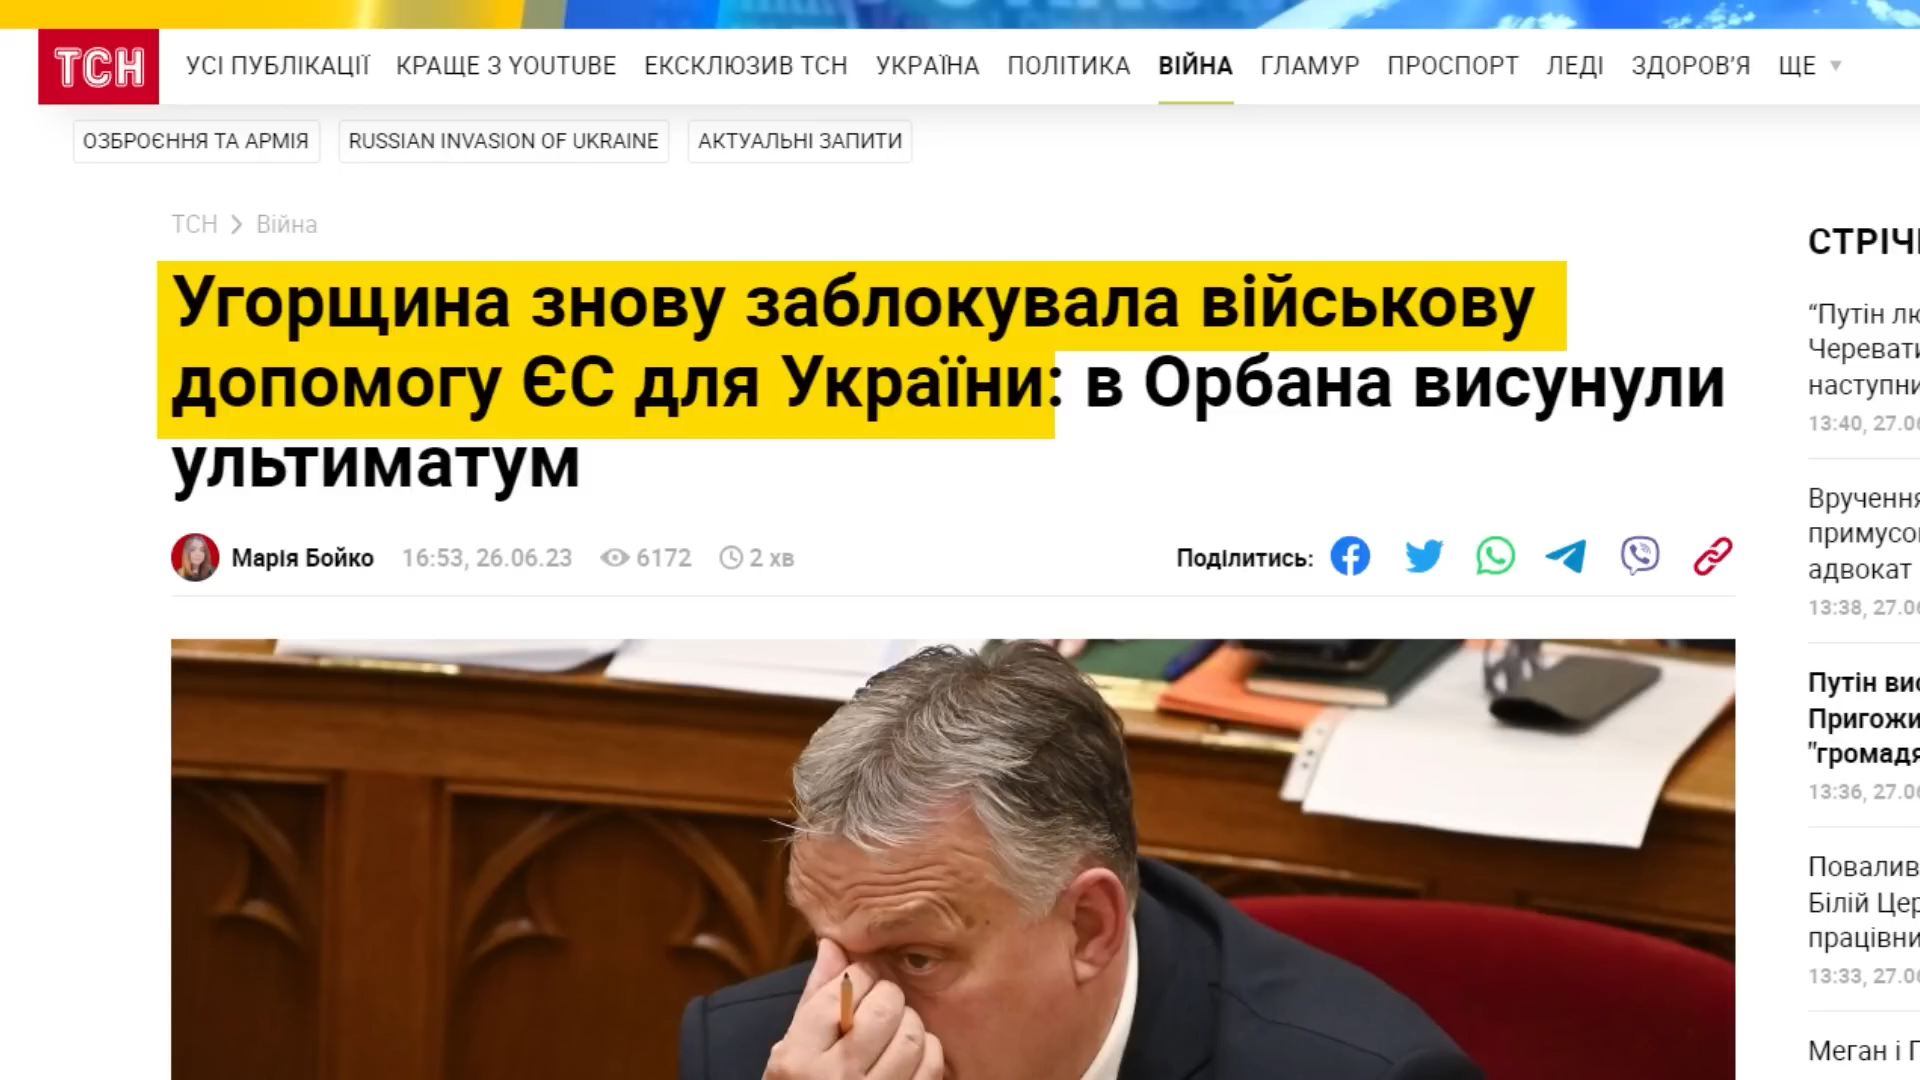 ТСН УСІ ПУБЛІКАЦІЇ КРАЩЕ З YOUTUBE ЕКСКЛЮЗИВ ТСН УКРАЇНА ПОЛІТИКА ВІЙНА ГЛАМУР ПРОСПОРТ ЛЕДІ ЗДОРОВ'Я ЩЕ
ОЗБРОЄННЯ ТА АРМІЯ RUSSIAN INVASION OF UKRAINE АКТУАЛЬНІ ЗАПИТИ
ТСН Війна
Угорщина знову заблокувала військову
допомогу ЄС для України: в Орбана висунули
ультиматум
Марія Бойко 16:53, 26.06.23 6172 2 хв
Поділитись:
“Путін
13:40,
Вручення
адвокат
13:38,
Путін
13:36,
13:33,
Меган і